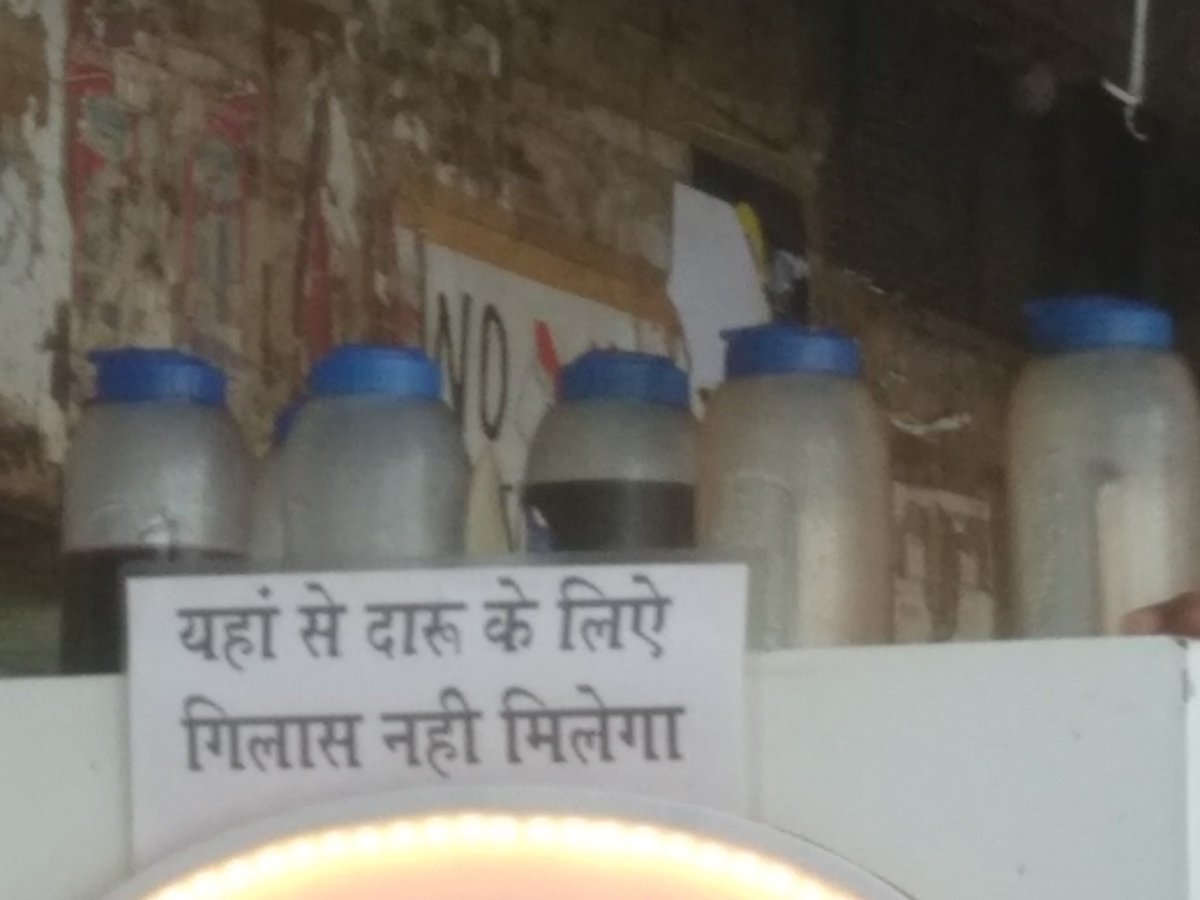 NO
यहां से दारू के लिऐ
गिलास नही मिलेगा